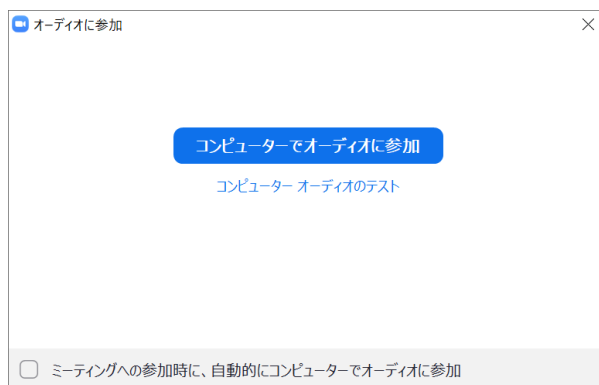 オーディオに参加
コンピューターでオーディオに参加
コンピューター オーディオのテスト
ミーティングへの参加時に、自動的にコンピューターでオーディオに参加